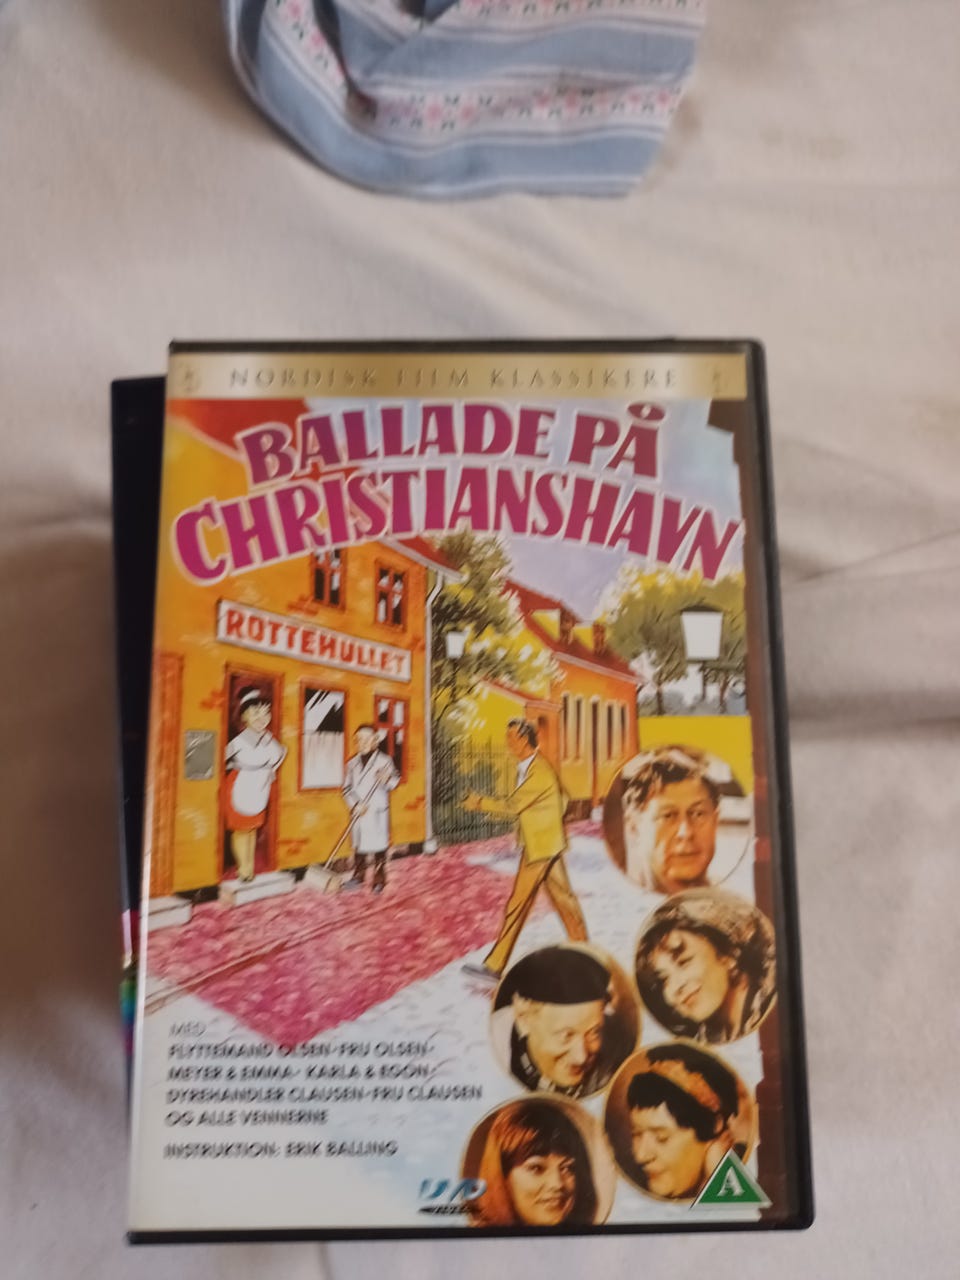 NORDISK FILM KLASSIKERE
BALLADE PÅ
CHRISTIANSHAVN
ROTTEHULLET
MED
FLYTTEMAND OLSEN-FRU OLSEN-
MEYER & EMMA- KARLA & EGON-
DYREHANDLER CLAUSEN-FRU CLAUSEN
OG ALLE VENNERNE
INSTRUKTION: ERIK BALLING
DVD
VIDEO
A